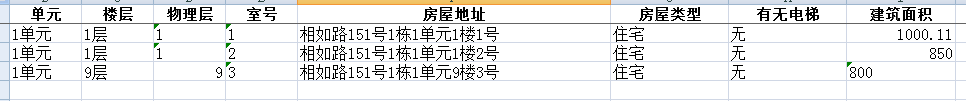 单元 楼层 物理层 室号 房屋地址 房屋类型 有无电梯 建筑面积
1单元 1层 1 1 相如路151号1栋1单元1楼1号 住宅 无 1000.11
1单元 1层 1 2 相如路151号1栋1单元1楼2号 住宅 无 850
1单元 9层 9 3 相如路151号1栋1单元9楼3号 住宅 无 800